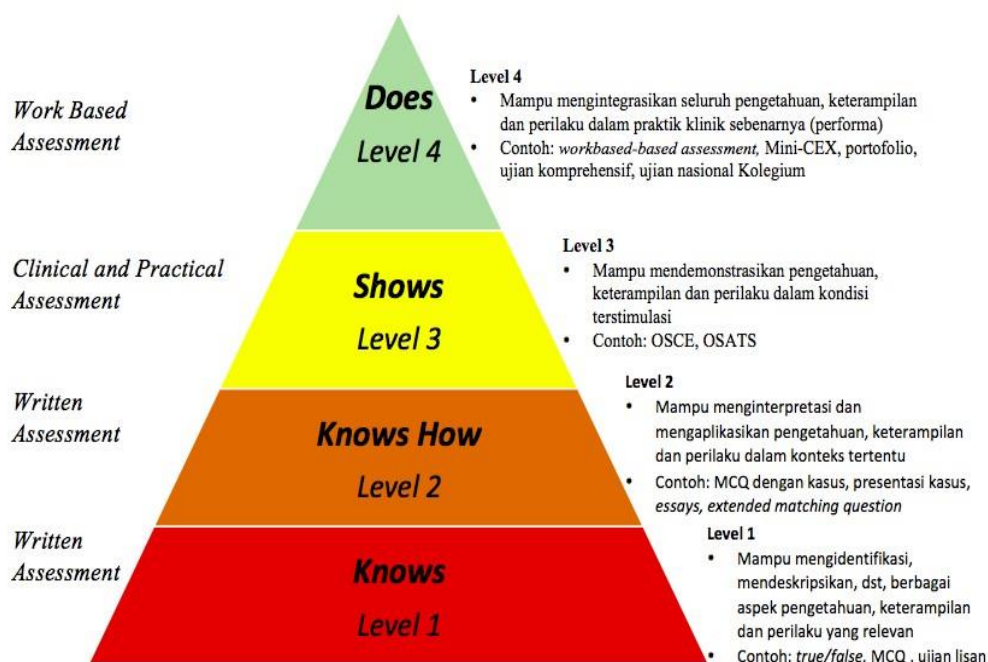 Work Based
Assessment
Does
Level 4
Level 4
• Mampu mengintegrasikan seluruh pengetahuan, keterampilan
dan perilaku dalam praktik klinik sebenarnya (performa)
• Contoh: workbased-based assessment, Mini-CEX, portofolio,
ujian komprehensif, ujian nasional Kolegium
Clinical and Practical
Assessment
Shows
Level 3
Level 3
• Mampu mendemonstrasikan pengetahuan,
keterampilan dan perilaku dalam kondisi
terstimulasi
• Contoh: OSCE, OSATS
Written
Assessment
Knows How
Level 2
Level 2
• Mampu menginterpretasi dan
mengaplikasikan pengetahuan, keterampilan
dan perilaku dalam konteks tertentu
• Contoh: MCQ dengan kasus, presentasi kasus,
essays, extended matching question
Written
Assessment
Knows
Level 1
Level 1
• Mampu mengidentifikasi,
mendeskripsikan, dst, berbagai
aspek pengetahuan, keterampilan
dan perilaku yang relevan
• Contoh: true/false, MCQ , ujian lisan